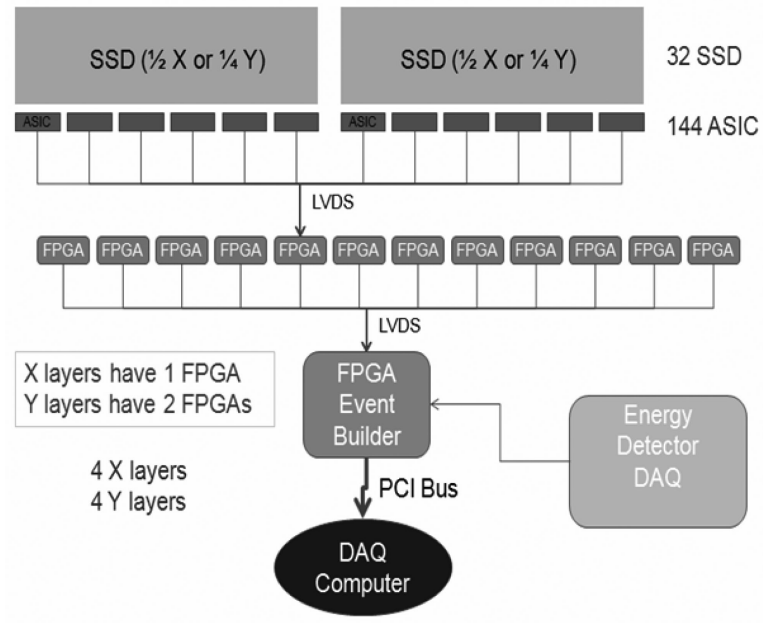 SSD (½ X or ¼ Y)
SSD (½ X or ¼ Y)
32 SSD
ASIC
ASIC
144 ASIC
LVDS
FPGA FPGA FPGA FPGA FPGA FPGA FPGA FPGA FPGA FPGA FPGA FPGA
LVDS
X layers have 1 FPGA
Y layers have 2 FPGAs
FPGA
Event
Builder
Energy
Detector
DAQ
4 X layers
4 Y layers
PCI Bus
DAQ
Computer